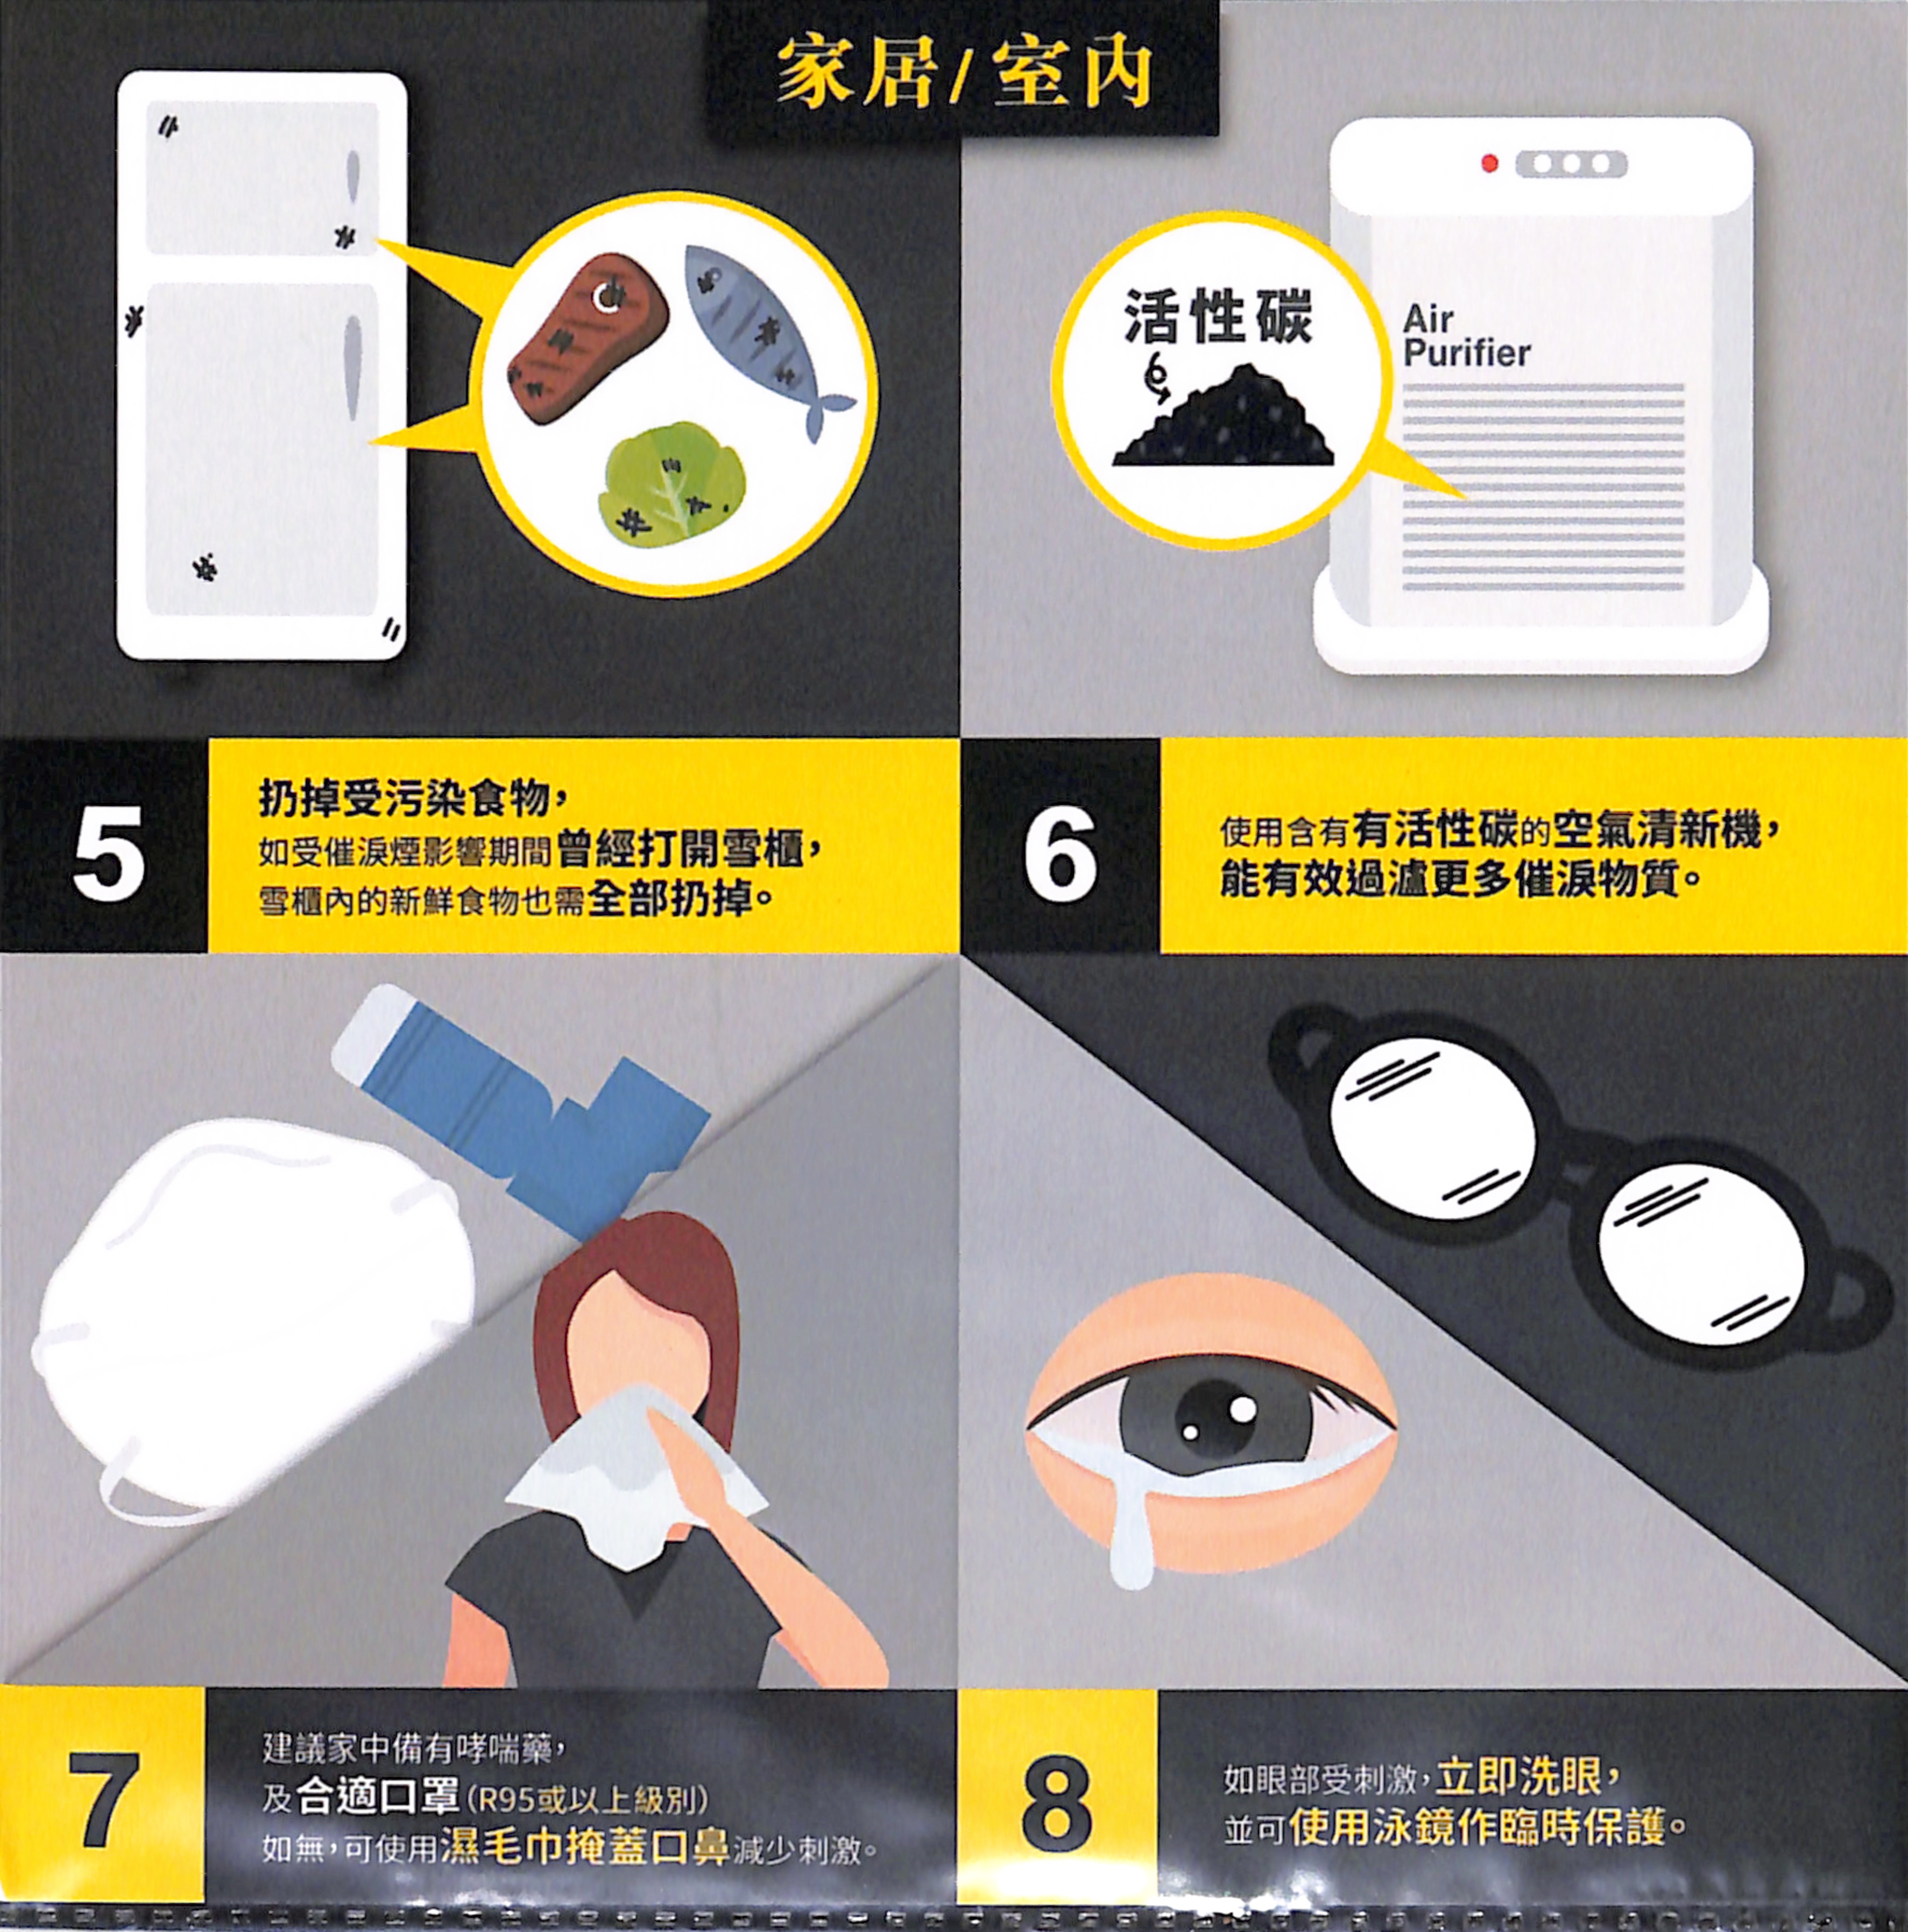 家居/室內
活性碳
Air
Purifier
5
扔掉受污染食物，
如受催淚煙影響期間曾經打開雪櫃，
雪櫃內的新鮮食物也需全部扔掉。
6
使用含有有活性碳的空氣清新機，
能有效過濾更多催淚物質。
7
建議家中備有哮喘藥，
及合適口罩（R95或以上級別）
如無，可使用濕毛巾掩蓋口鼻減少刺激。
8
如眼部受刺激，立即洗眼，
並可使用泳鏡作臨時保護。